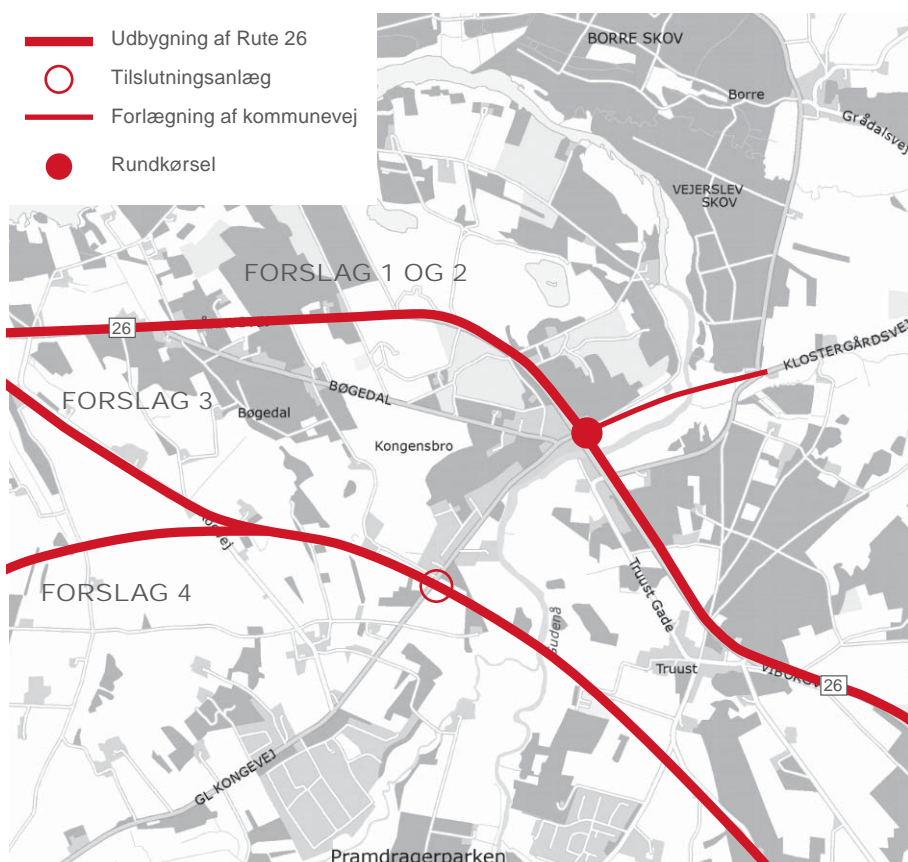 Udbygning af Rute 26
Tilslutningsanlæg
Forlægning af kommunevej
Rundkørsel
BORRE SKOV
Borre
Grådalsvej
VEJERSLEV
SKOV
FORSLAG 1 OG 2
26
KLOSTERGÅRDSVEJ
BØGEDAL
FORSLAG 3
Bøgedal
Kongensbro
FORSLAG 4
Truust Gade
Gudenå
Truust
26
GL KONGEVEJ
Pramdragerparken